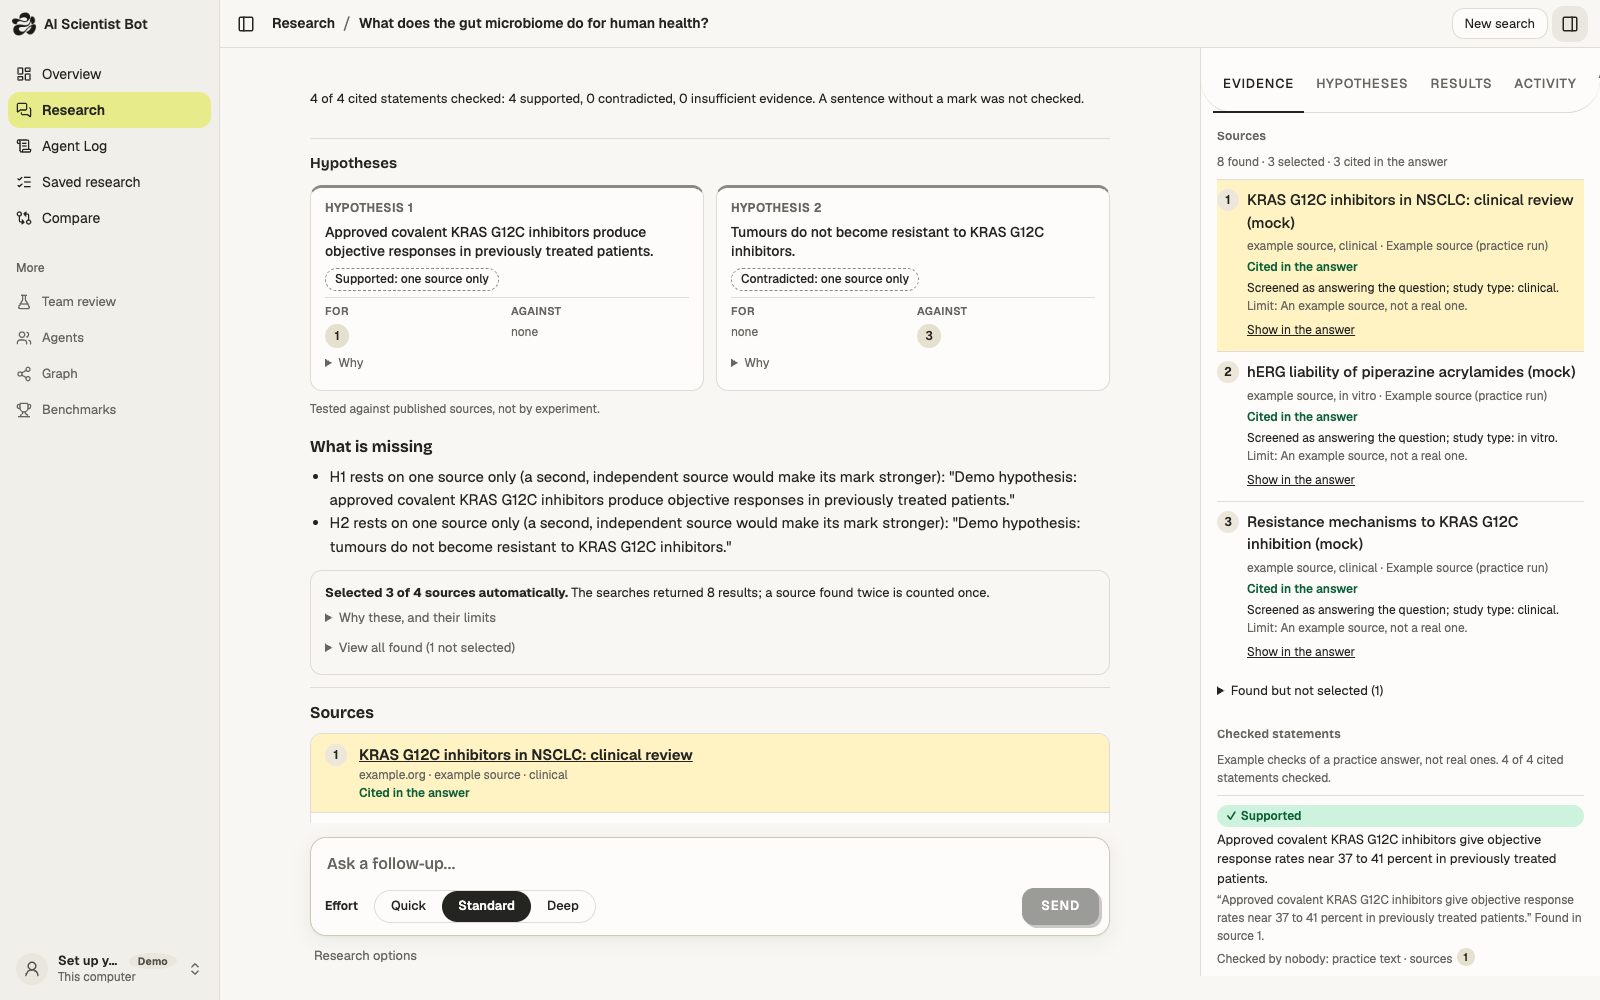 AI Scientist Bot
Overview
Research
Agent Log
Saved research
Compare
More
Team review
Agents
Graph
Benchmarks
Set up y... Demo
This computer
Research / What does the gut microbiome do for human health?
New search
4 of 4 cited statements checked: 4 supported, 0 contradicted, 0 insufficient evidence. A sentence without a mark was not checked.
Hypotheses
HYPOTHESIS 1
Approved covalent KRAS G12C inhibitors produce
objective responses in previously treated patients.
Supported: one source only
FOR AGAINST
1 none
Why
HYPOTHESIS 2
Tumours do not become resistant to KRAS G12C
inhibitors.
Contradicted: one source only
FOR AGAINST
none 3
Why
Tested against published sources, not by experiment.
What is missing
• H1 rests on one source only (a second, independent source would make its mark stronger): "Demo hypothesis:
approved covalent KRAS G12C inhibitors produce objective responses in previously treated patients."
• H2 rests on one source only (a second, independent source would make its mark stronger): "Demo hypothesis:
tumours do not become resistant to KRAS G12C inhibitors."
Selected 3 of 4 sources automatically. The searches returned 8 results; a source found twice is counted once.
Why these, and their limits
View all found (1 not selected)
Sources
1 KRAS G12C inhibitors in NSCLC: clinical review
example.org · example source · clinical
Cited in the answer
Ask a follow-up...
Effort Quick Standard Deep SEND
Research options
EVIDENCE HYPOTHESES RESULTS ACTIVITY
Sources
8 found · 3 selected · 3 cited in the answer
1 KRAS G12C inhibitors in NSCLC: clinical review
(mock)
example source, clinical · Example source (practice run)
Cited in the answer
Screened as answering the question; study type: clinical.
Limit: An example source, not a real one.
Show in the answer
2 hERG liability of piperazine acrylamides (mock)
example source, in vitro · Example source (practice run)
Cited in the answer
Screened as answering the question; study type: in vitro.
Limit: An example source, not a real one.
Show in the answer
3 Resistance mechanisms to KRAS G12C
inhibition (mock)
example source, clinical · Example source (practice run)
Cited in the answer
Screened as answering the question; study type: clinical.
Limit: An example source, not a real one.
Show in the answer
Found but not selected (1)
Checked statements
Example checks of a practice answer, not real ones. 4 of 4 cited
statements checked.
✓ Supported
Approved covalent KRAS G12C inhibitors give objective
response rates near 37 to 41 percent in previously treated
patients.
“Approved covalent KRAS G12C inhibitors give objective response
rates near 37 to 41 percent in previously treated patients.” Found in
source 1.
Checked by nobody: practice text · sources 1